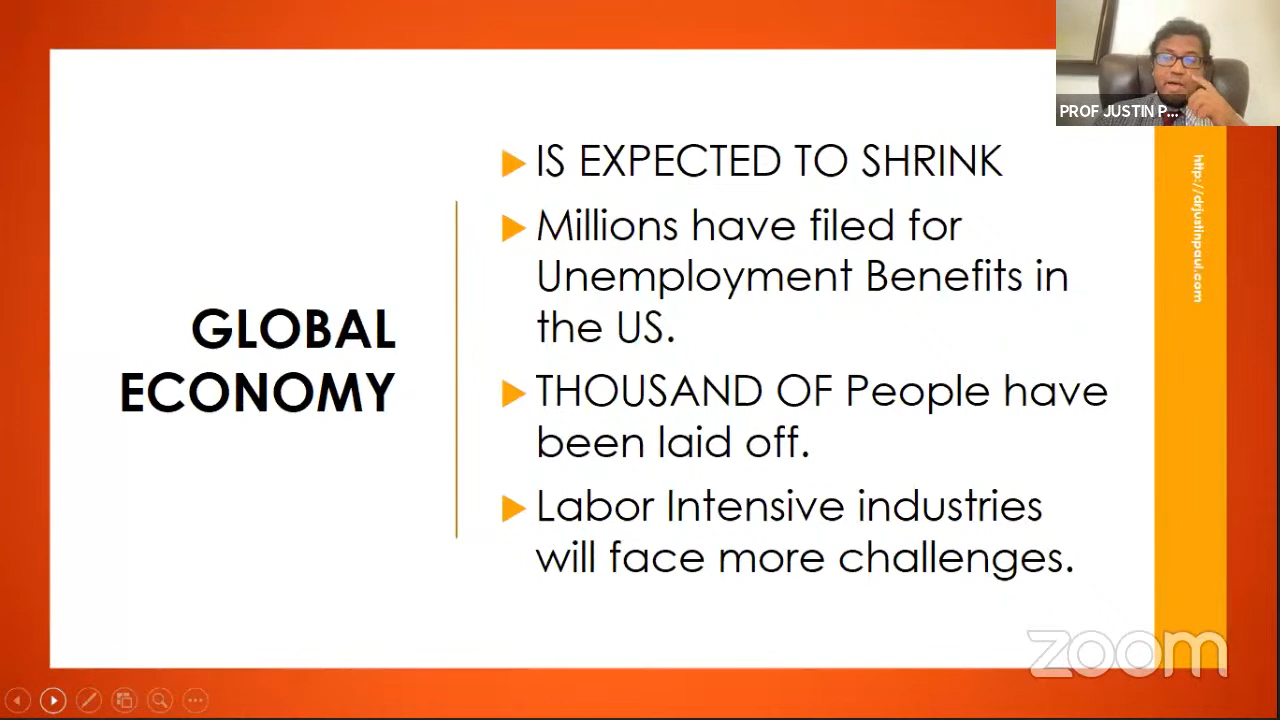 PROF JUSTIN P...
IS EXPECTED TO SHRINK
Millions have filed for
Unemployment Benefits in
the US.
THOUSAND OF People have
been laid off.
Labor Intensive industries
will face more challenges.
GLOBAL
ECONOMY
http://drjustinpaul.com
zoom